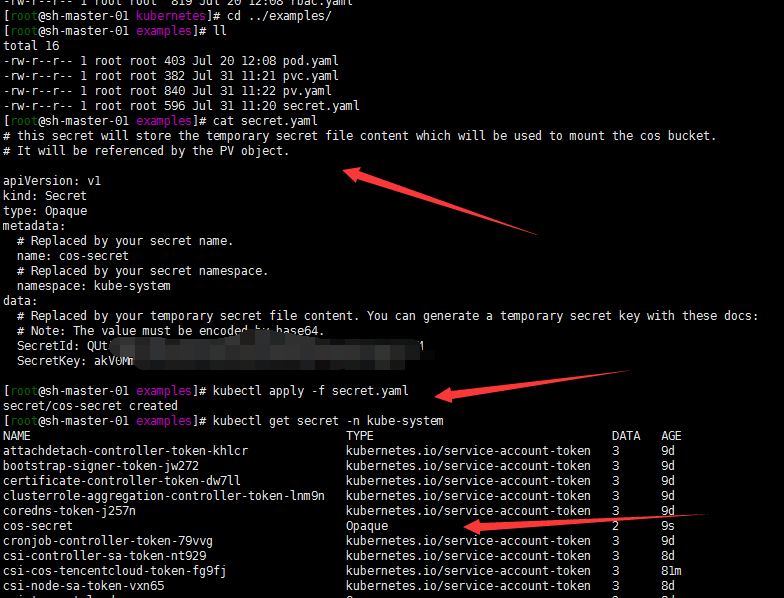 -rw-r--r-- 1 root root  819 Jul 20 12:08 rbac.yaml
[root@sh-master-01 kubernetes]# cd ../examples/
[root@sh-master-01 examples]# ll
total 16
-rw-r--r-- 1 root root 403 Jul 20 12:08 pod.yaml
-rw-r--r-- 1 root root 382 Jul 31 11:21 pvc.yaml
-rw-r--r-- 1 root root 840 Jul 31 11:22 pv.yaml
-rw-r--r-- 1 root root 596 Jul 31 11:20 secret.yaml
[root@sh-master-01 examples]# cat secret.yaml
# this secret will store the temporary secret file content which will be used to mount the cos bucket.
# It will be referenced by the PV object.
apiVersion: v1
kind: Secret
type: Opaque
metadata:
  # Replaced by your secret name.
  name: cos-secret
  # Replaced by your secret namespace.
  namespace: kube-system
data:
  # Replaced by your temporary secret file content. You can generate a temporary secret key with these docs:
  # Note: The value must be encoded by base64.
  SecretId:
  SecretKey:
[root@sh-master-01 examples]# kubectl apply -f secret.yaml
secret/cos-secret created
[root@sh-master-01 examples]# kubectl get secret -n kube-system
NAME TYPE DATA AGE
attachdetach-controller-token-khlcr kubernetes.io/service-account-token 3 9d
bootstrap-signer-token-jw272 kubernetes.io/service-account-token 3 9d
certificate-controller-token-dw7ll kubernetes.io/service-account-token 3 9d
clusterrole-aggregation-controller-token-lnm9n kubernetes.io/service-account-token 3 9d
coredns-token-j257n kubernetes.io/service-account-token 3 9d
cos-secret Opaque 2 9s
cronjob-controller-token-79vvg kubernetes.io/service-account-token 3 9d
csi-controller-sa-token-nt929 kubernetes.io/service-account-token 3 8d
csi-cos-tencentcloud-token-fg9fj kubernetes.io/service-account-token 3 81m
csi-node-sa-token-vxn65 kubernetes.io/service-account-token 3 8d